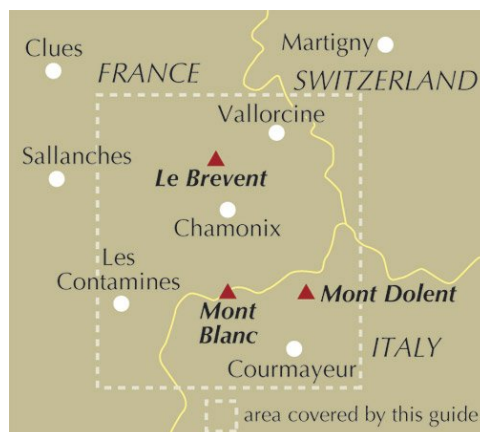 Clues
Martigny
FRANCE
SWITZERLAND
Vallorcine
Sallanches
Le Brevent
Chamonix
Les
Contamines
Mont
Blanc
Mont Dolent
Courmayeur
ITALY
area covered by this guide